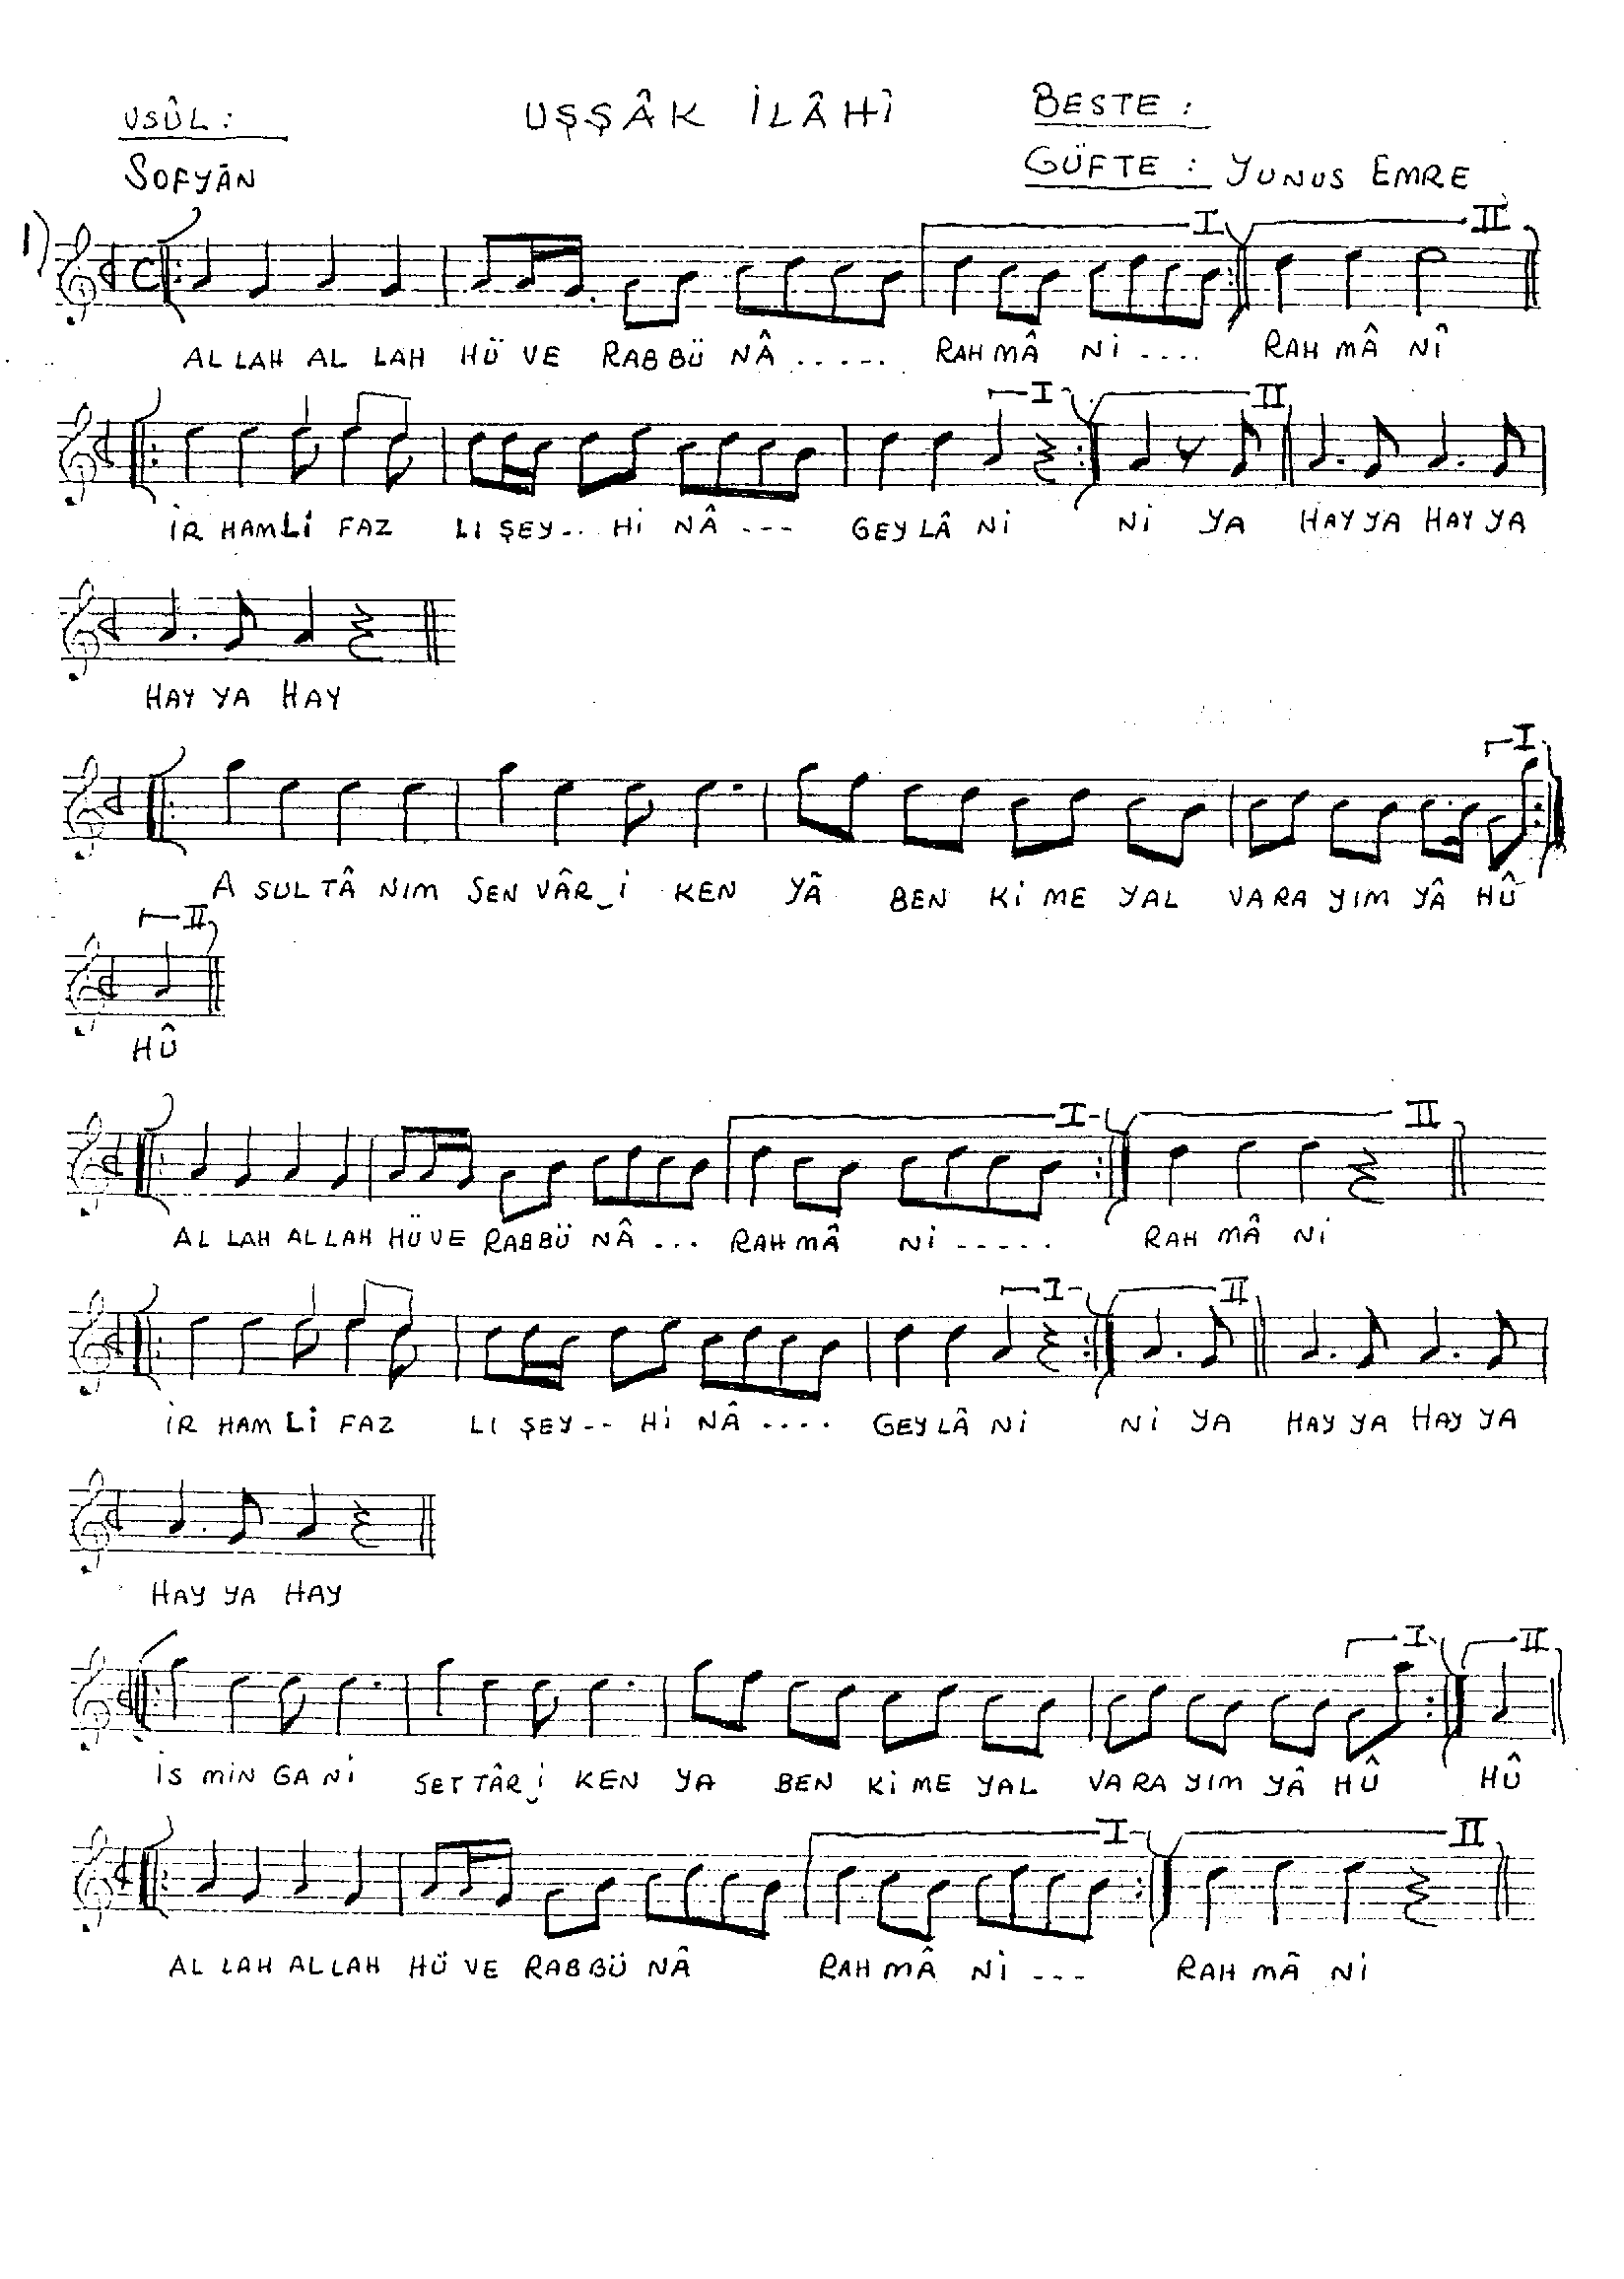 USÛL: UŞŞÂK İLÂHİ BESTE:
SOFYÂN GÜFTE: YUNUS EMRE
1) I II
AL LAH AL LAH HÜ VE RAB BÜ NÂ ..... RAH MÂ Nİ .... RAH MÂ NÎ
I II
İR HAM Lİ FAZ LI ŞEY.. Hİ NÂ --- GEY LÂ Nİ Nİ YA HAY YA HAY YA
HAY YA HAY
I
A SUL TÂ NIM SEN VÂR_İ KEN YÂ BEN Kİ ME YAL VA RA YIM YÂ HÛ
II
HÛ
I II
AL LAH AL LAH HÜ VE RAB BÜ NÂ ... RAH MÂ Nİ ..... RAH MÂ Nİ
I II
İR HAM Lİ FAZ LI ŞEY-- Hİ NÂ .... GEY LÂ Nİ Nİ YA HAY YA HAY YA
HAY YA HAY
I II
İS MİN GA Nİ SET TÂR_İ KEN YA BEN Kİ ME YAL VA RA YIM YÂ HÛ HÛ
I II
AL LAH AL LAH HÜ VE RAB BÜ NÂ RAH MÂ Nİ --- RAH MÂ Nİ